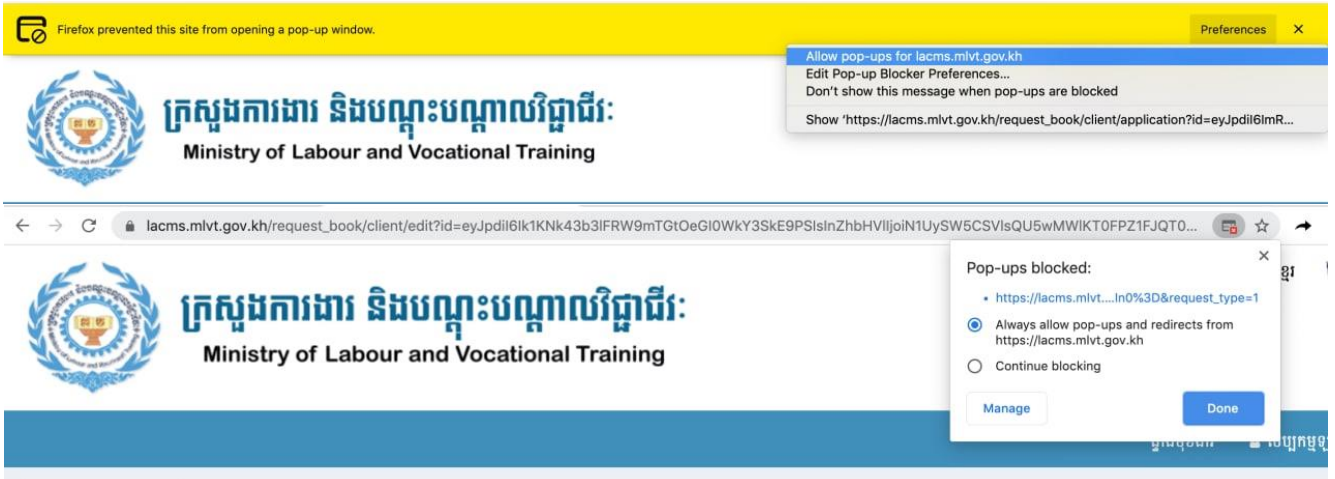 Firefox prevented this site from opening a pop-up window.
Preferences
Allow pop-ups for lacms.mlvt.gov.kh
Edit Pop-up Blocker Preferences...
Don't show this message when pop-ups are blocked
Show ‘https://lacms.mlvt.gov.kh/request_book/client/application?id=eyJpdiI6ImR...
ក្រសួងការងារ និងបណ្តុះបណ្តាលវិជ្ជាជីវៈ
Ministry of Labour and Vocational Training
lacms.mlvt.gov.kh/request_book/client/edit?id=eyJpdiI6Ik1KNk43b3lFRW9mTGtOeGI0WkY3SkE9PSIsInZhbHVlIjoiN1UySW5CSVlsQU5wMWlKT0FPZ1FJQT0...
ក្រសួងការងារ និងបណ្តុះបណ្តាលវិជ្ជាជីវៈ
Ministry of Labour and Vocational Training
Pop-ups blocked:
https://lacms.mlvt....In0%3D&request_type=1
Always allow pop-ups and redirects from
https://lacms.mlvt.gov.kh
Continue blocking
Manage
Done